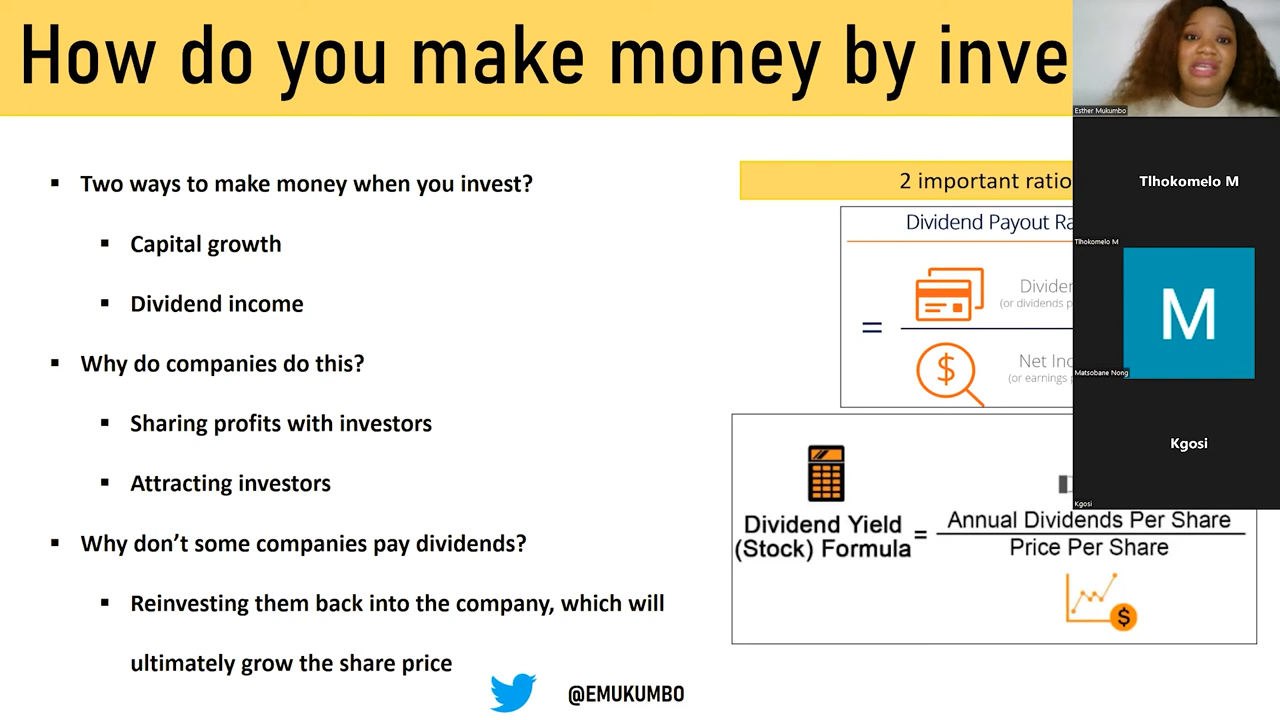 How do you make money by inve
Esther Mukumbo
▪ Two ways to make money when you invest?
▪ Capital growth
▪ Dividend income
▪ Why do companies do this?
▪ Sharing profits with investors
▪ Attracting investors
▪ Why don't some companies pay dividends?
▪ Reinvesting them back into the company, which will
ultimately grow the share price
@EMUKUMBO
2 important ratio
Dividend Payout Ra
=
Divider
(or dividends p
$
Net Inc
(or earnings p
Dividend Yield
(Stock) Formula
=
Annual Dividends Per Share
Price Per Share
$
Tlhokomelo M
Tlhokomelo M
M
Matsobane Nong
Kgosi
Kgosi